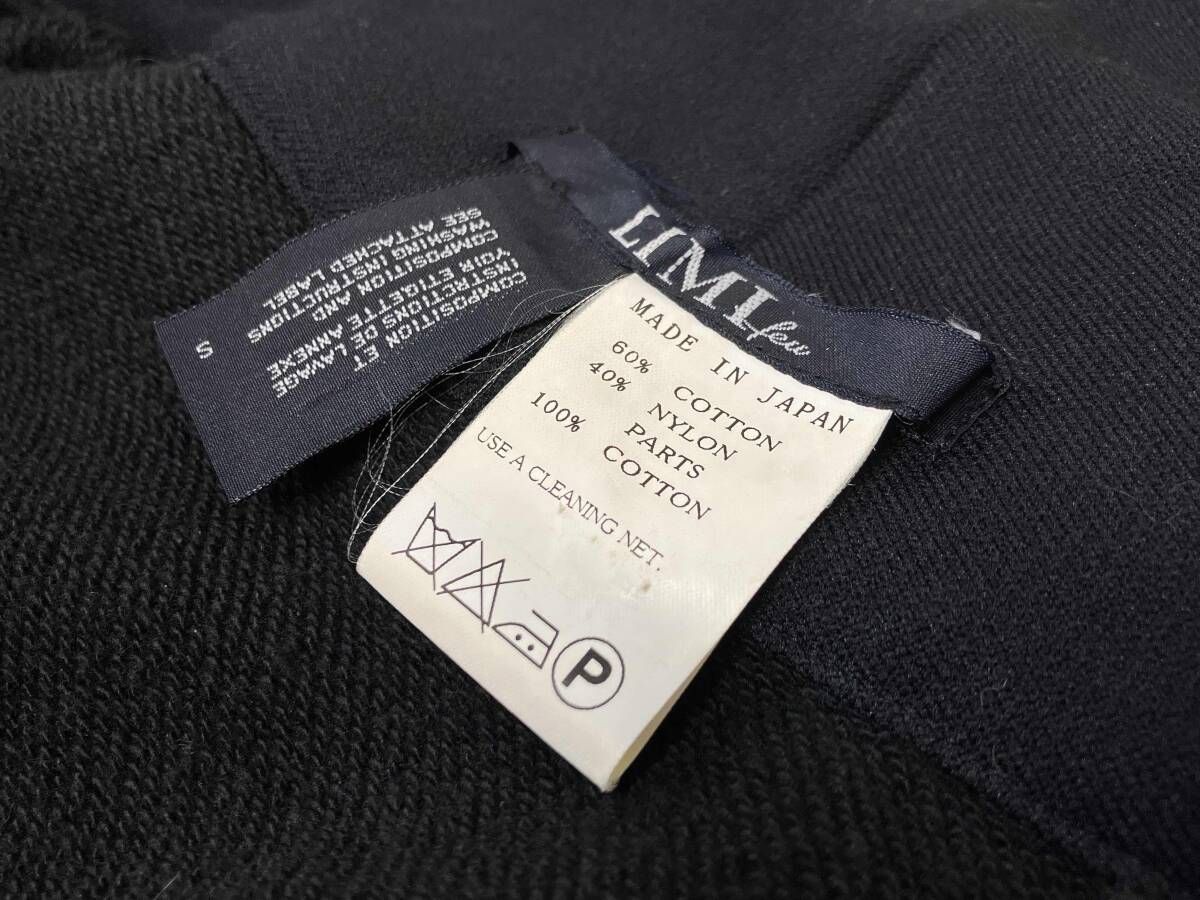 LIMI feu
MADE IN JAPAN
60% COTTON
40% NYLON
PARTS
100% COTTON
USE A CLEANING NET.
P
COMPOSITION ET
INSTRUCTIONS DE LAVAGE
VOIR ETIQETTE ANNEXE
COMPOSITION AND
WASHING INSTRUCTIONS
SEE ATTACHED LABEL
S